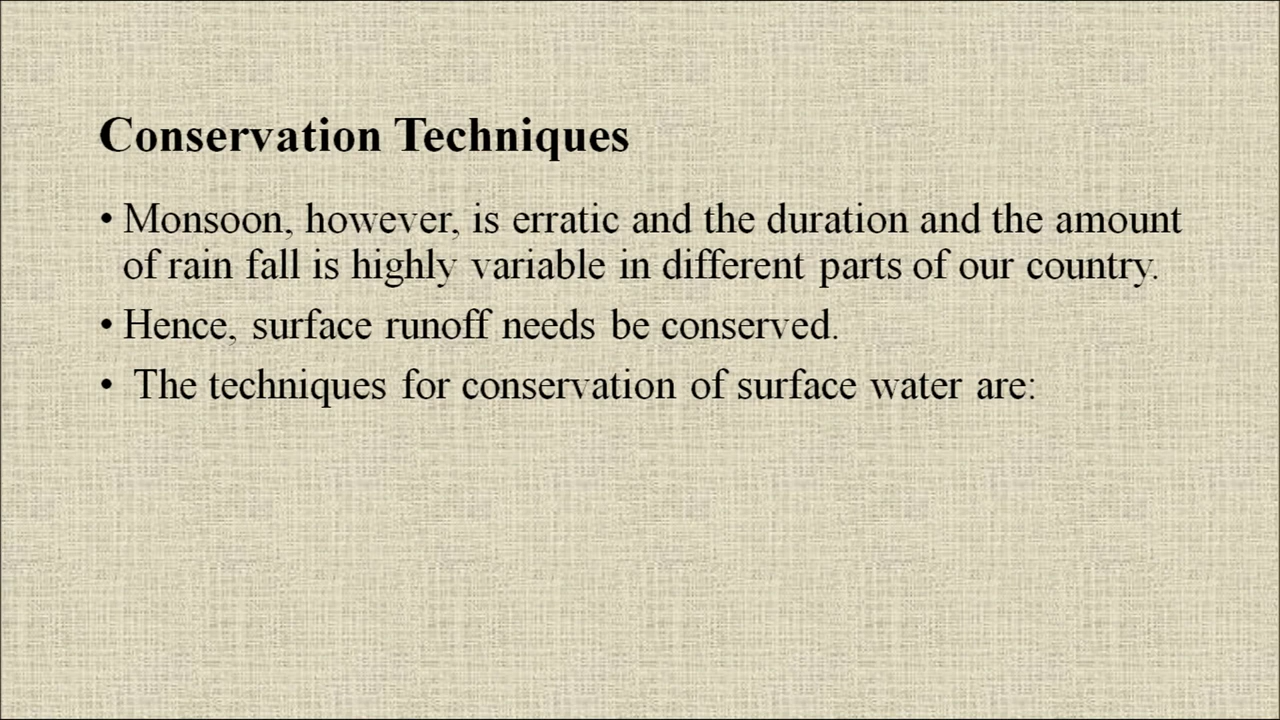 Conservation Techniques
• Monsoon, however, is erratic and the duration and the amount
of rain fall is highly variable in different parts of our country.
• Hence, surface runoff needs be conserved.
• The techniques for conservation of surface water are: